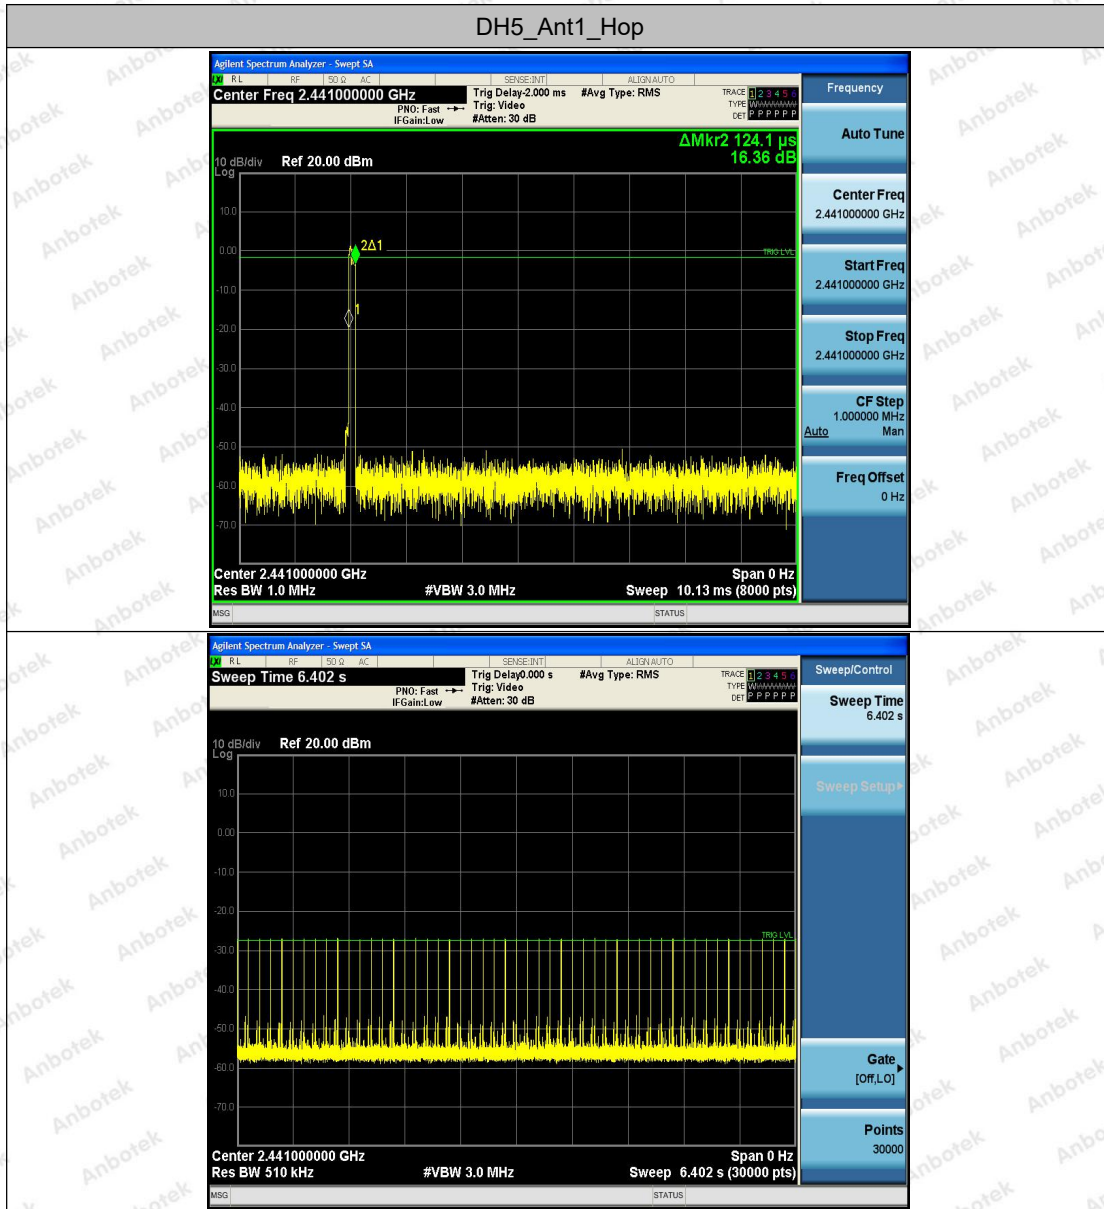 DH5_Ant1_Hop
Agilent Spectrum Analyzer - Swept SA
LXI RL RF 50 Ω AC SENSE:INT ALIGNAUTO
Center Freq 2.441000000 GHz
PNO: Fast
IFGain:Low
Trig Delay-2.000 ms
Trig: Video
#Atten: 30 dB
#Avg Type: RMS
TRACE 1 2 3 4 5 6
TYPE
DET P P P P P P
ΔMkr2 124.1 µs
16.36 dB
10 dB/div
Log
Ref 20.00 dBm
10.0
0.00
-10.0
-20.0
-30.0
-40.0
-50.0
-60.0
-70.0
2Δ1
1
TRIG LVL
Center 2.441000000 GHz
Span 0 Hz
Res BW 1.0 MHz
#VBW 3.0 MHz
Sweep 10.13 ms (8000 pts)
MSG
STATUS
Frequency
Auto Tune
Center Freq
2.441000000 GHz
Start Freq
2.441000000 GHz
Stop Freq
2.441000000 GHz
CF Step
1.000000 MHz
Auto Man
Freq Offset
0 Hz
Agilent Spectrum Analyzer - Swept SA
LXI RL RF 50 Ω AC SENSE:INT ALIGNAUTO
Sweep Time 6.402 s
PNO: Fast
IFGain:Low
Trig Delay0.000 s
Trig: Video
#Atten: 30 dB
#Avg Type: RMS
TRACE 1 2 3 4 5 6
TYPE
DET P P P P P P
10 dB/div
Log
Ref 20.00 dBm
10.0
0.00
-10.0
-20.0
-30.0
-40.0
-50.0
-60.0
-70.0
TRIG LVL
Center 2.441000000 GHz
Span 0 Hz
Res BW 510 kHz
#VBW 3.0 MHz
Sweep 6.402 s (30000 pts)
MSG
STATUS
Sweep/Control
Sweep Time
6.402 s
Sweep Setup
Gate
[Off,LO]
Points
30000
Anbotek